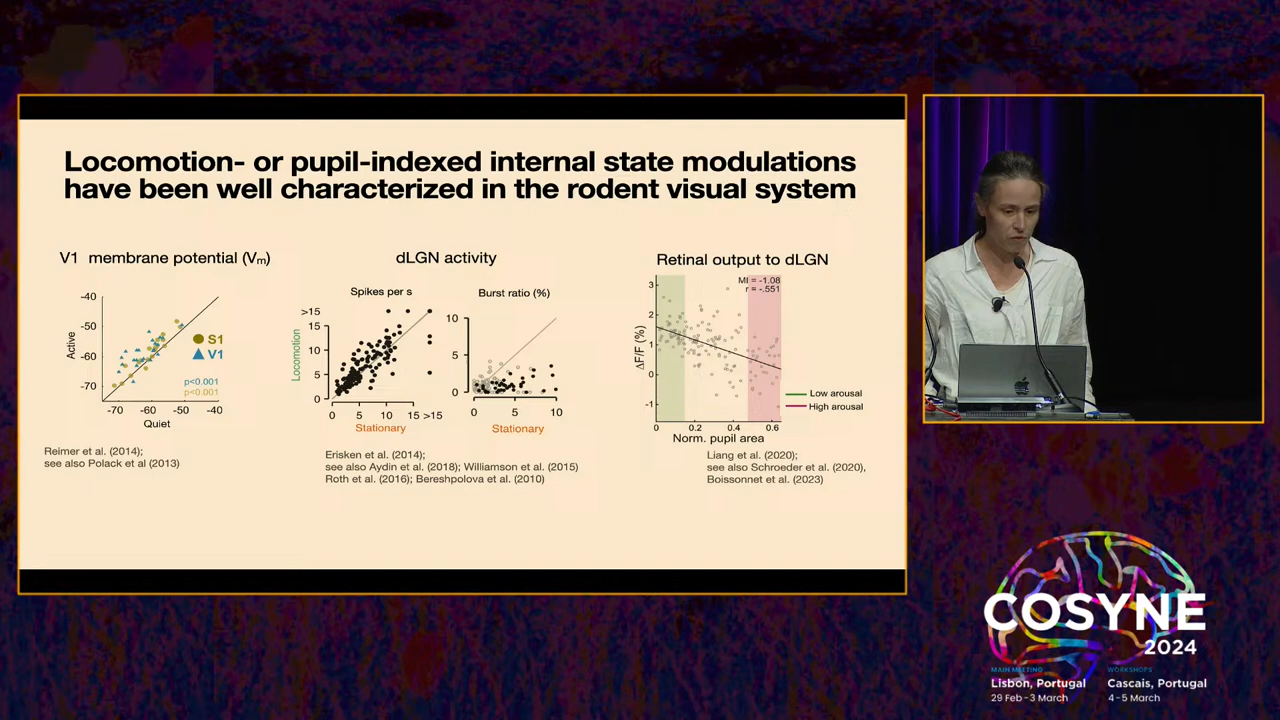 Locomotion- or pupil-indexed internal state modulations
have been well characterized in the rodent visual system
V1 membrane potential (Vm)
-40
-50
-60
-70
Active
S1
V1
p<0.001
p<0.001
-70 -60 -50 -40
Quiet
Reimer et al. (2014);
see also Polack et al (2013)
dLGN activity
Spikes per s
>15
15
10
5
0
Locomotion
0 5 10 15 >15
Stationary
Burst ratio (%)
10
5
0
0 5 10
Stationary
Erisken et al. (2014);
see also Aydin et al. (2018); Williamson et al. (2015)
Roth et al. (2016); Bereshpolova et al. (2010)
Retinal output to dLGN
MI = -1.08
r = -.551
3
2
1
0
-1
ΔF/F (%)
0 0.2 0.4 0.6
Norm. pupil area
Low arousal
High arousal
Liang et al. (2020);
see also Schroeder et al. (2020),
Boissonnet et al. (2023)
COSYNE
2024
MAIN MEETING
Lisbon, Portugal
29 Feb - 3 March
WORKSHOPS
Cascais, Portugal
4 - 5 March